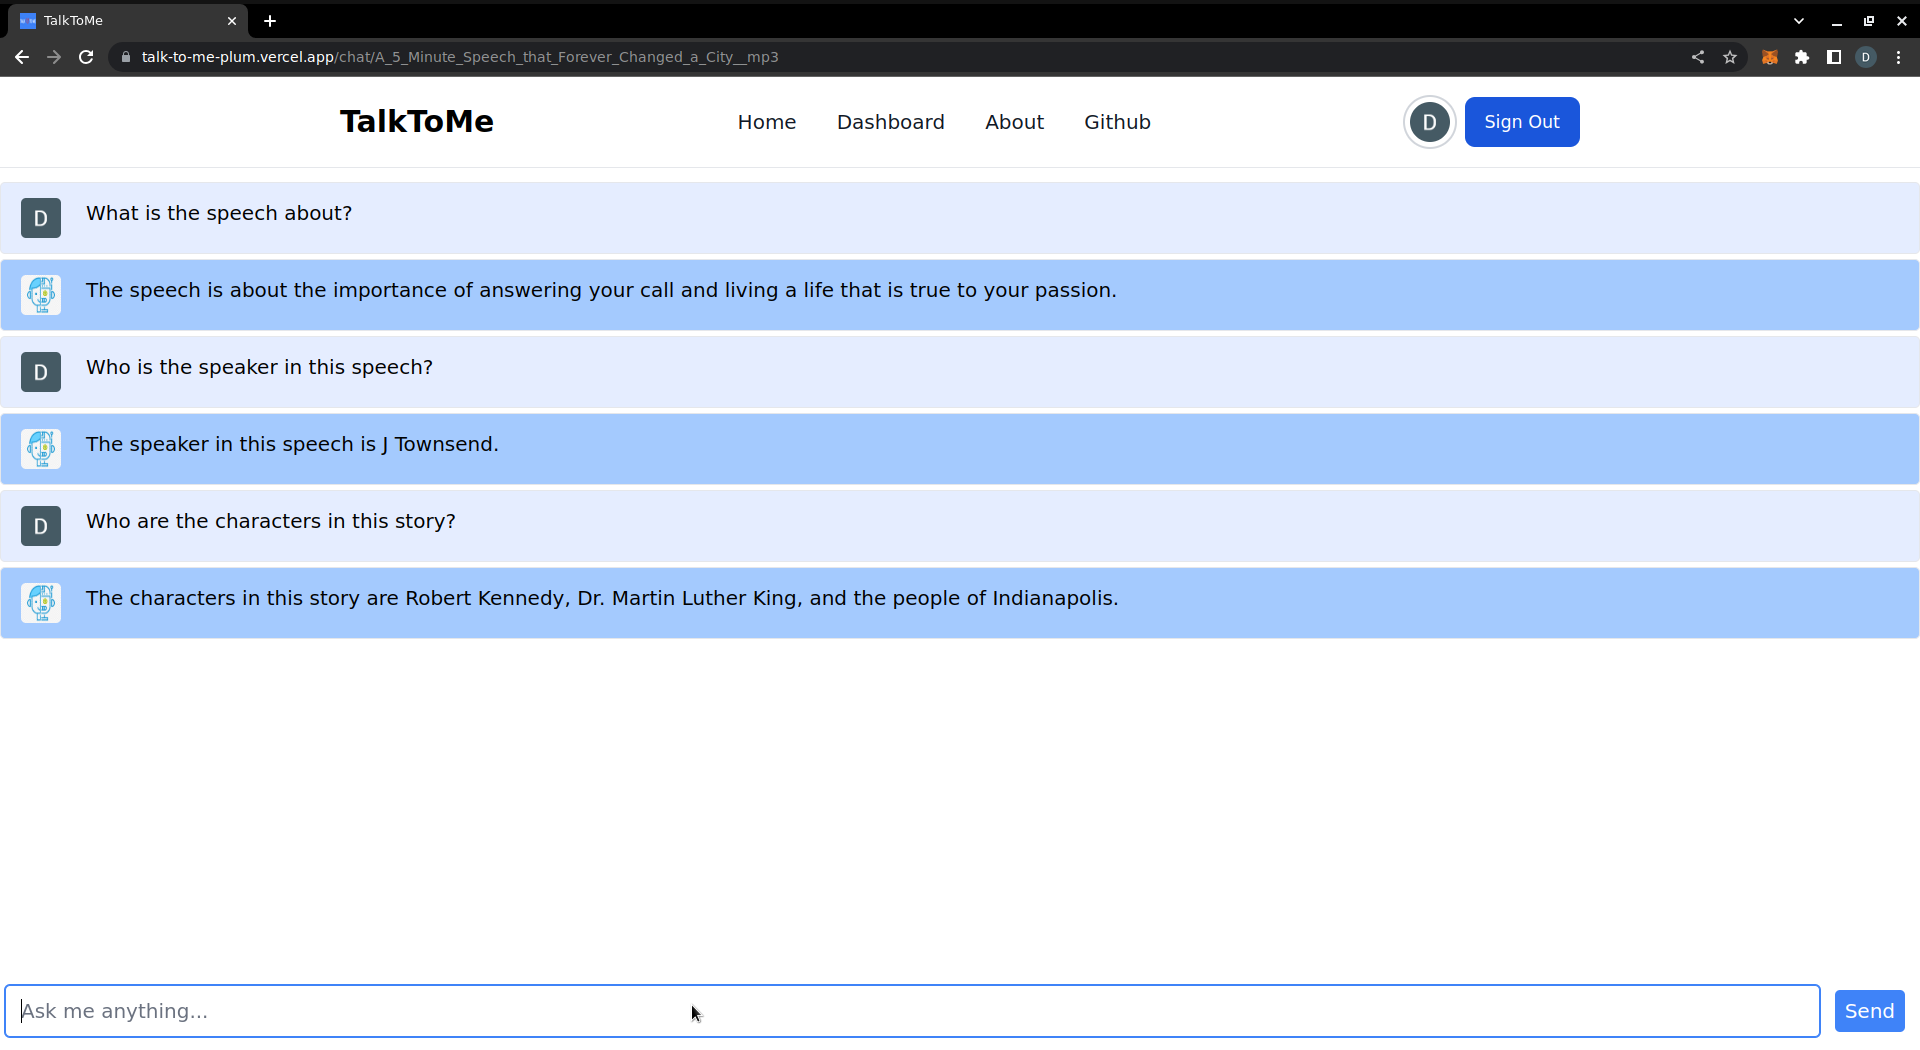 TalkToMe
talk-to-me-plum.vercel.app/chat/A_5_Minute_Speech_that_Forever_Changed_a_City__mp3
D
TalkToMe
Home
Dashboard
About
Github
D
Sign Out
D
What is the speech about?
The speech is about the importance of answering your call and living a life that is true to your passion.
D
Who is the speaker in this speech?
The speaker in this speech is J Townsend.
D
Who are the characters in this story?
The characters in this story are Robert Kennedy, Dr. Martin Luther King, and the people of Indianapolis.
Ask me anything...
Send